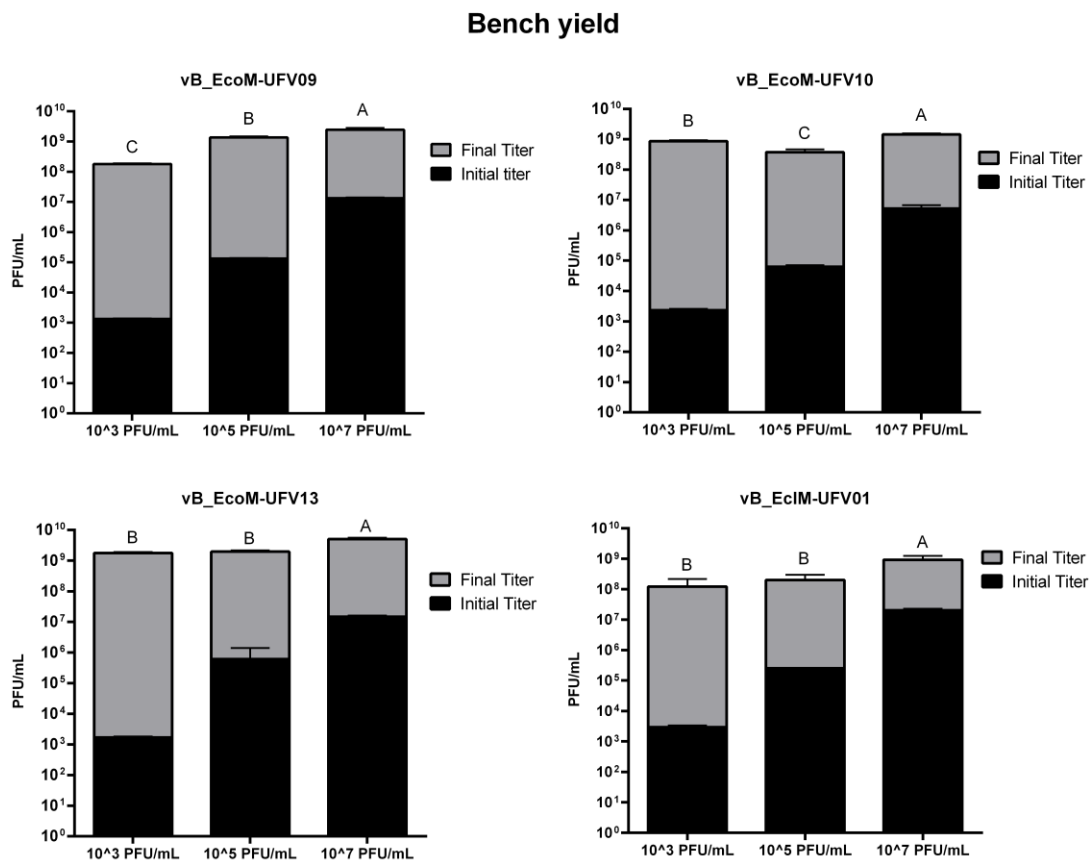 Bench yield
vB_EcoM-UFV09
10^10
10^9
10^8
10^7
10^6
10^5
10^4
10^3
10^2
10^1
10^0
PFU/mL
C
B
A
Final Titer
Initial titer
10^3 PFU/mL 10^5 PFU/mL 10^7 PFU/mL
vB_EcoM-UFV10
10^10
10^9
10^8
10^7
10^6
10^5
10^4
10^3
10^2
10^1
10^0
PFU/mL
B
C
A
Final Titer
Initial Titer
10^3 PFU/mL 10^5 PFU/mL 10^7 PFU/mL
vB_EcoM-UFV13
10^10
10^9
10^8
10^7
10^6
10^5
10^4
10^3
10^2
10^1
10^0
PFU/mL
B
B
A
Final Titer
Initial Titer
10^3 PFU/mL 10^5 PFU/mL 10^7 PFU/mL
vB_EclM-UFV01
10^10
10^9
10^8
10^7
10^6
10^5
10^4
10^3
10^2
10^1
10^0
PFU/mL
B
B
A
Final Titer
Initial Titer
10^3 PFU/mL 10^5 PFU/mL 10^7 PFU/mL